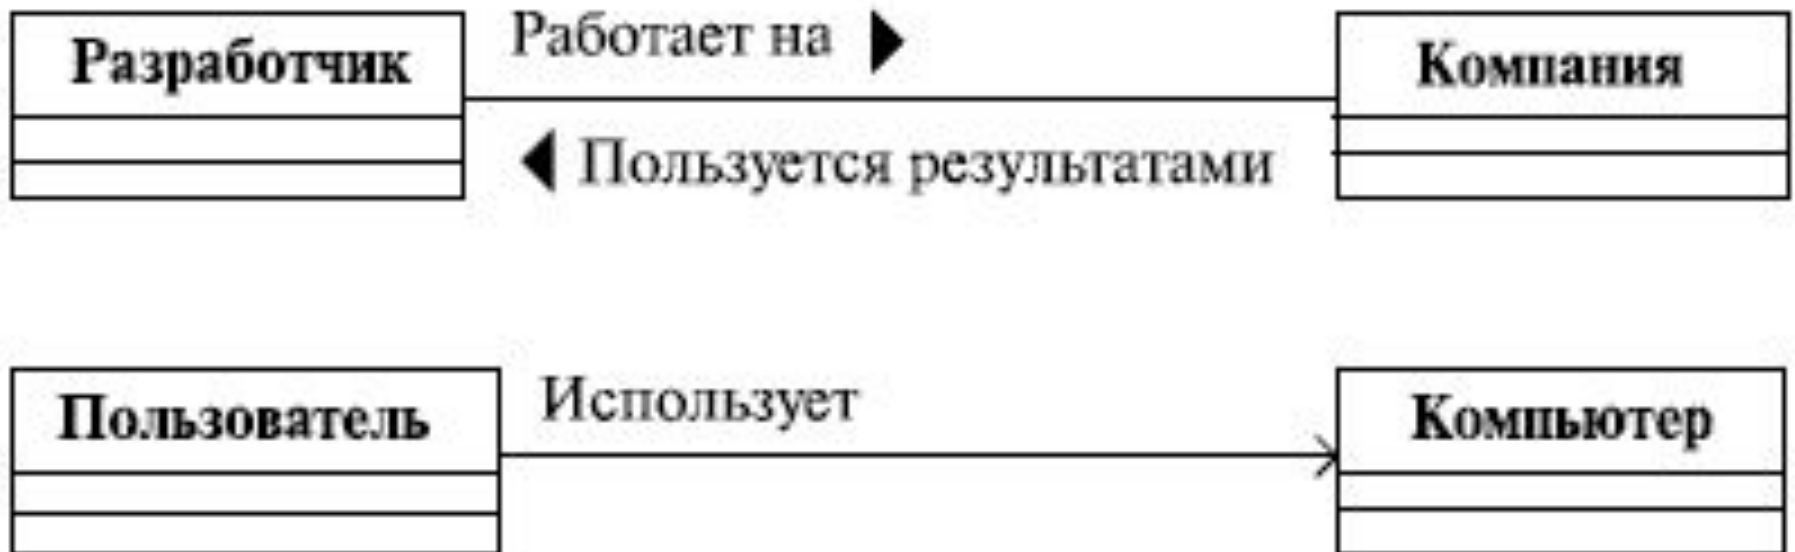 Разработчик
Работает на
Компания
Пользуется результатами
Пользователь
Использует
Компьютер